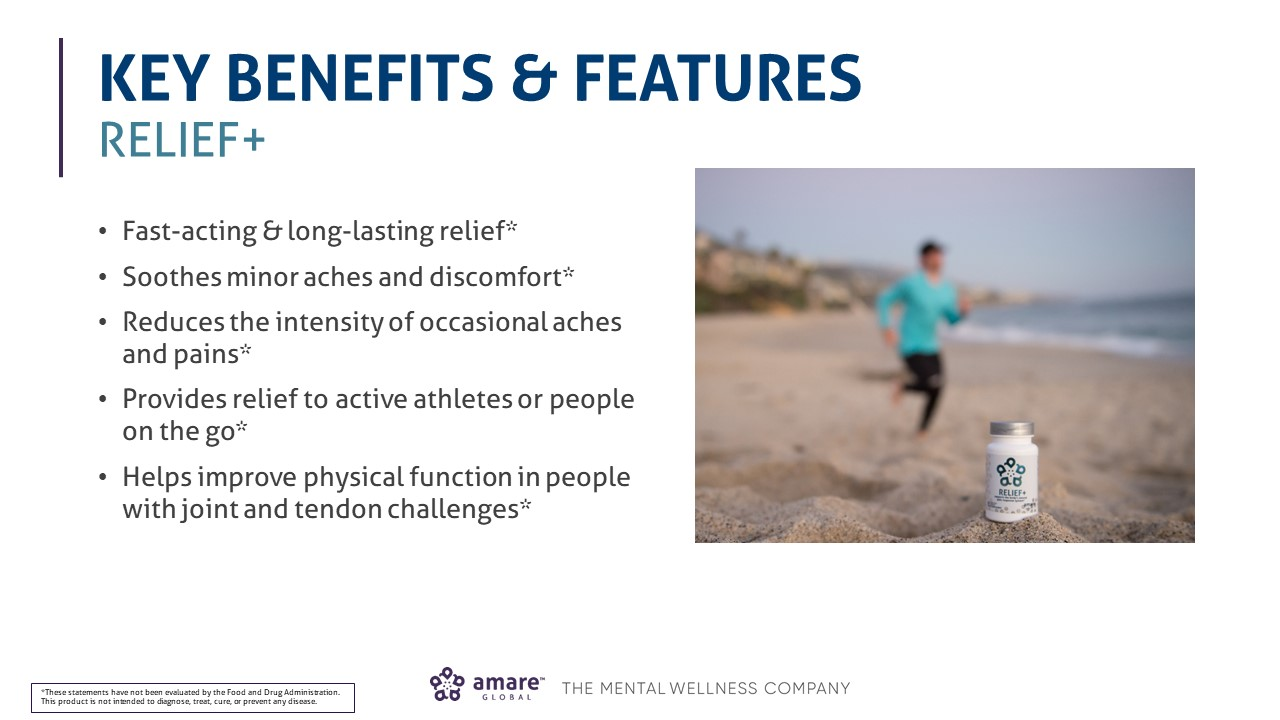 KEY BENEFITS & FEATURES
RELIEF+
• Fast-acting & long-lasting relief*
• Soothes minor aches and discomfort*
• Reduces the intensity of occasional aches
and pains*
• Provides relief to active athletes or people
on the go*
• Helps improve physical function in people
with joint and tendon challenges*
RELIEF+
*These statements have not been evaluated by the Food and Drug Administration.
This product is not intended to diagnose, treat, cure, or prevent any disease.
amare™
GLOBAL
THE MENTAL WELLNESS COMPANY